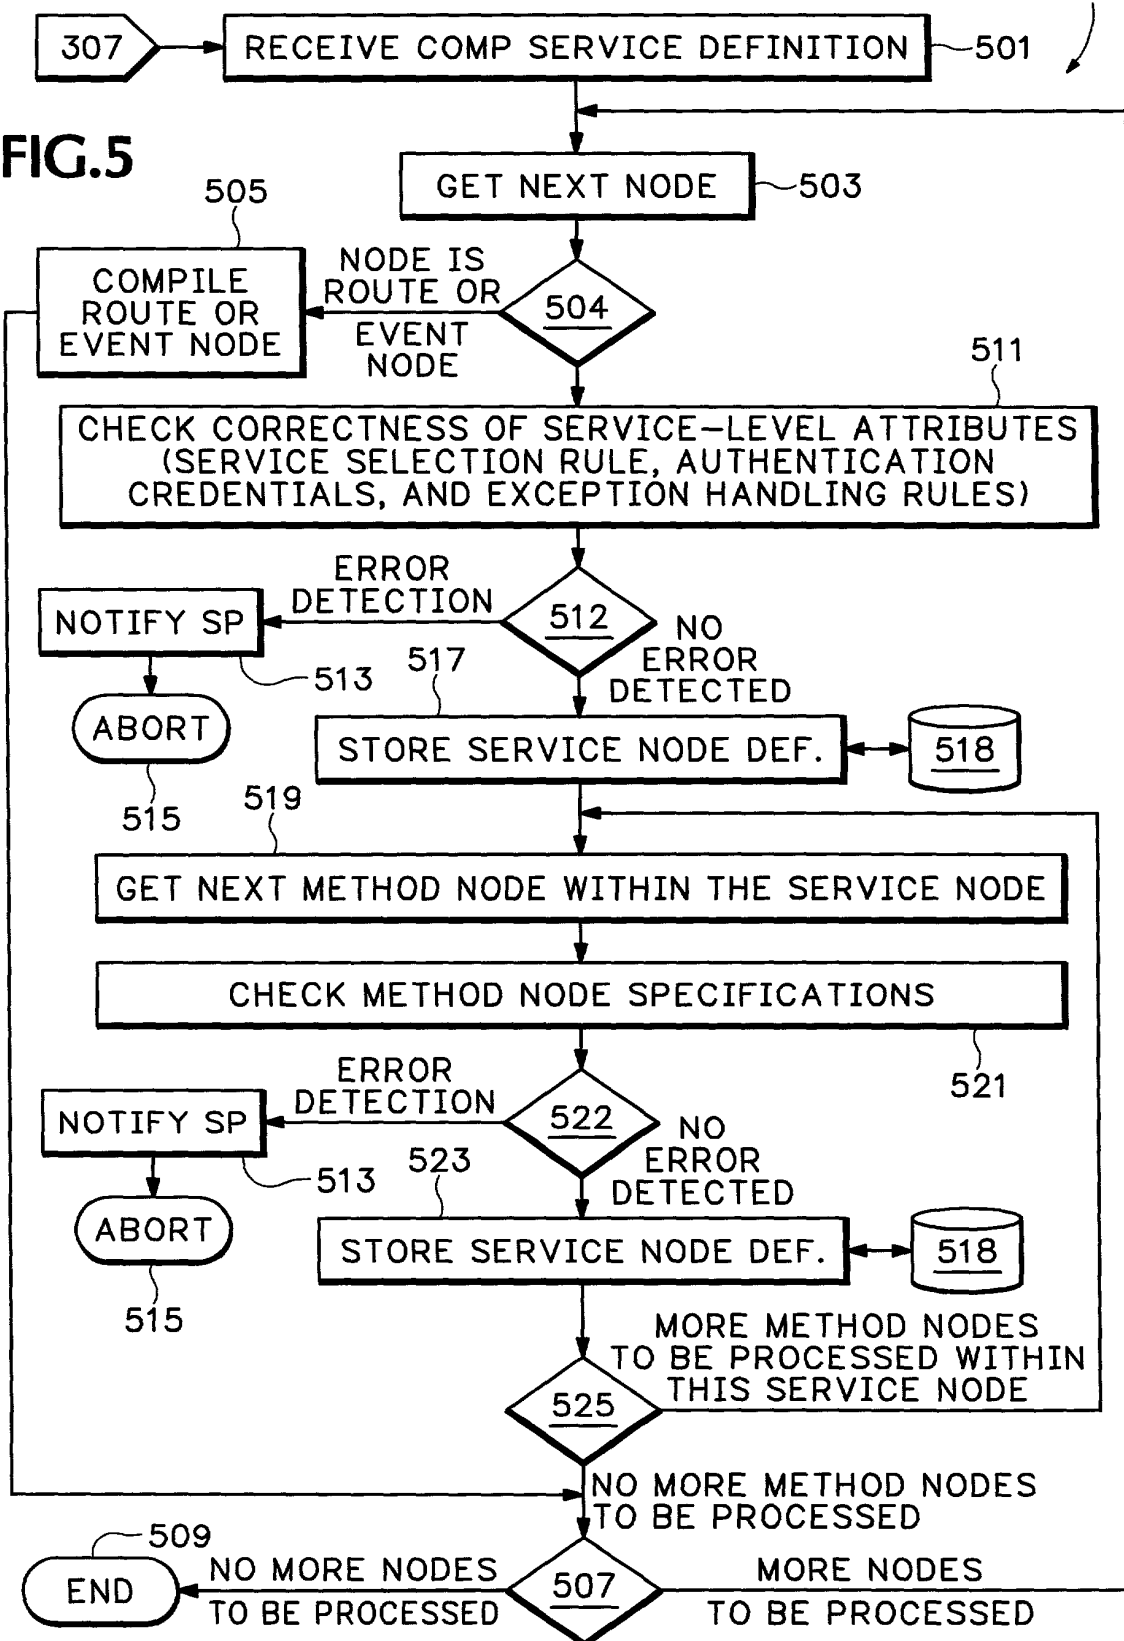 307
RECEIVE COMP SERVICE DEFINITION
501
FIG.5
GET NEXT NODE
503
505
COMPILE
ROUTE OR
EVENT NODE
NODE IS
ROUTE OR
EVENT
NODE
504
511
CHECK CORRECTNESS OF SERVICE-LEVEL ATTRIBUTES
(SERVICE SELECTION RULE, AUTHENTICATION
CREDENTIALS, AND EXCEPTION HANDLING RULES)
ERROR
DETECTION
512
NOTIFY SP
513
NO
ERROR
DETECTED
517
ABORT
515
STORE SERVICE NODE DEF.
518
519
GET NEXT METHOD NODE WITHIN THE SERVICE NODE
CHECK METHOD NODE SPECIFICATIONS
521
ERROR
DETECTION
522
NOTIFY SP
513
NO
ERROR
DETECTED
523
ABORT
515
STORE SERVICE NODE DEF.
518
MORE METHOD NODES
TO BE PROCESSED WITHIN
THIS SERVICE NODE
525
NO MORE METHOD NODES
TO BE PROCESSED
509
END
NO MORE NODES
TO BE PROCESSED
507
MORE NODES
TO BE PROCESSED